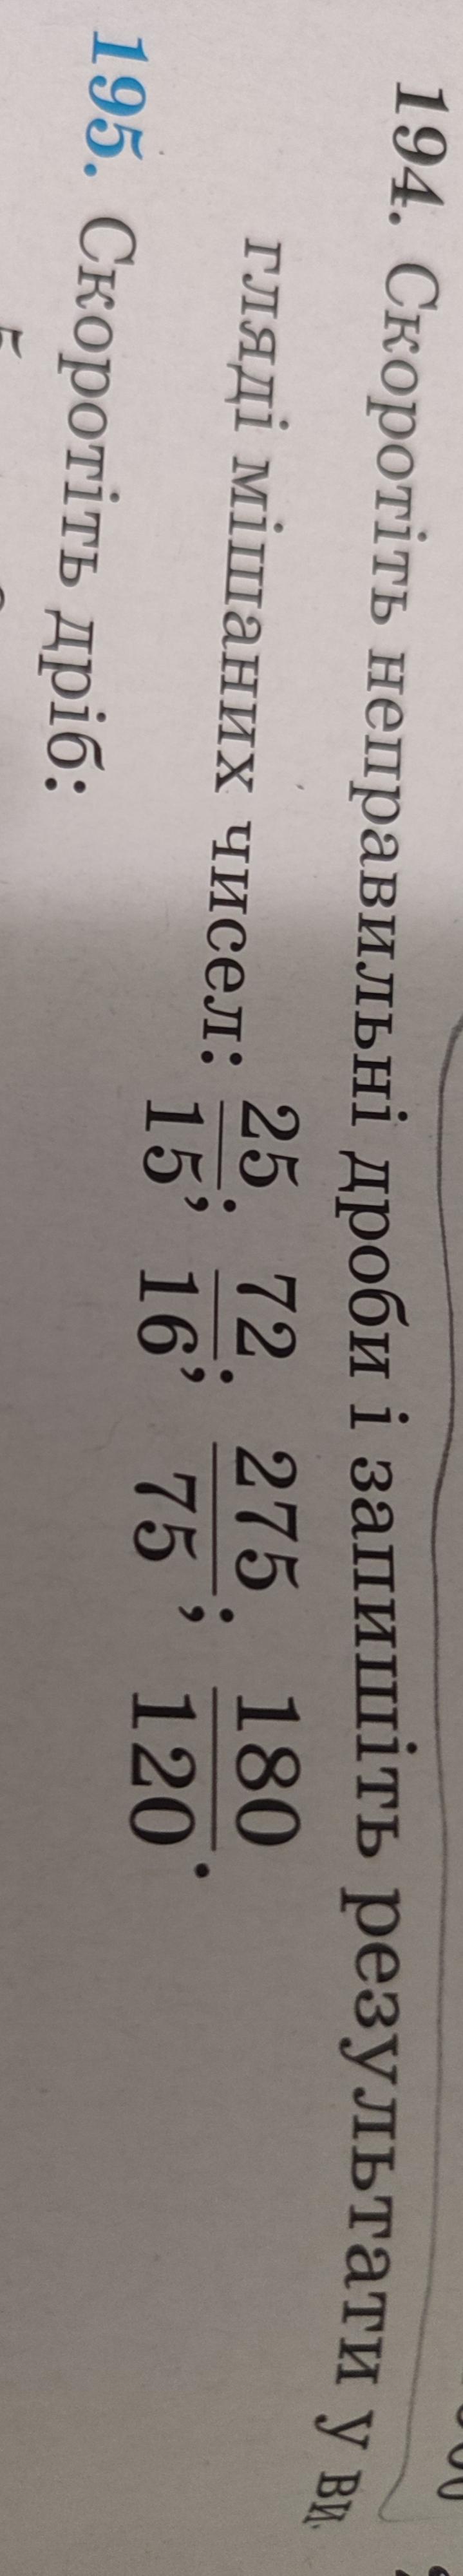 194. Скоротіть неправильні дроби і запишіть результати у ви
гляді мішаних чисел: 25/15; 72/16; 275/75; 180/120.
195. Скоротіть дріб: